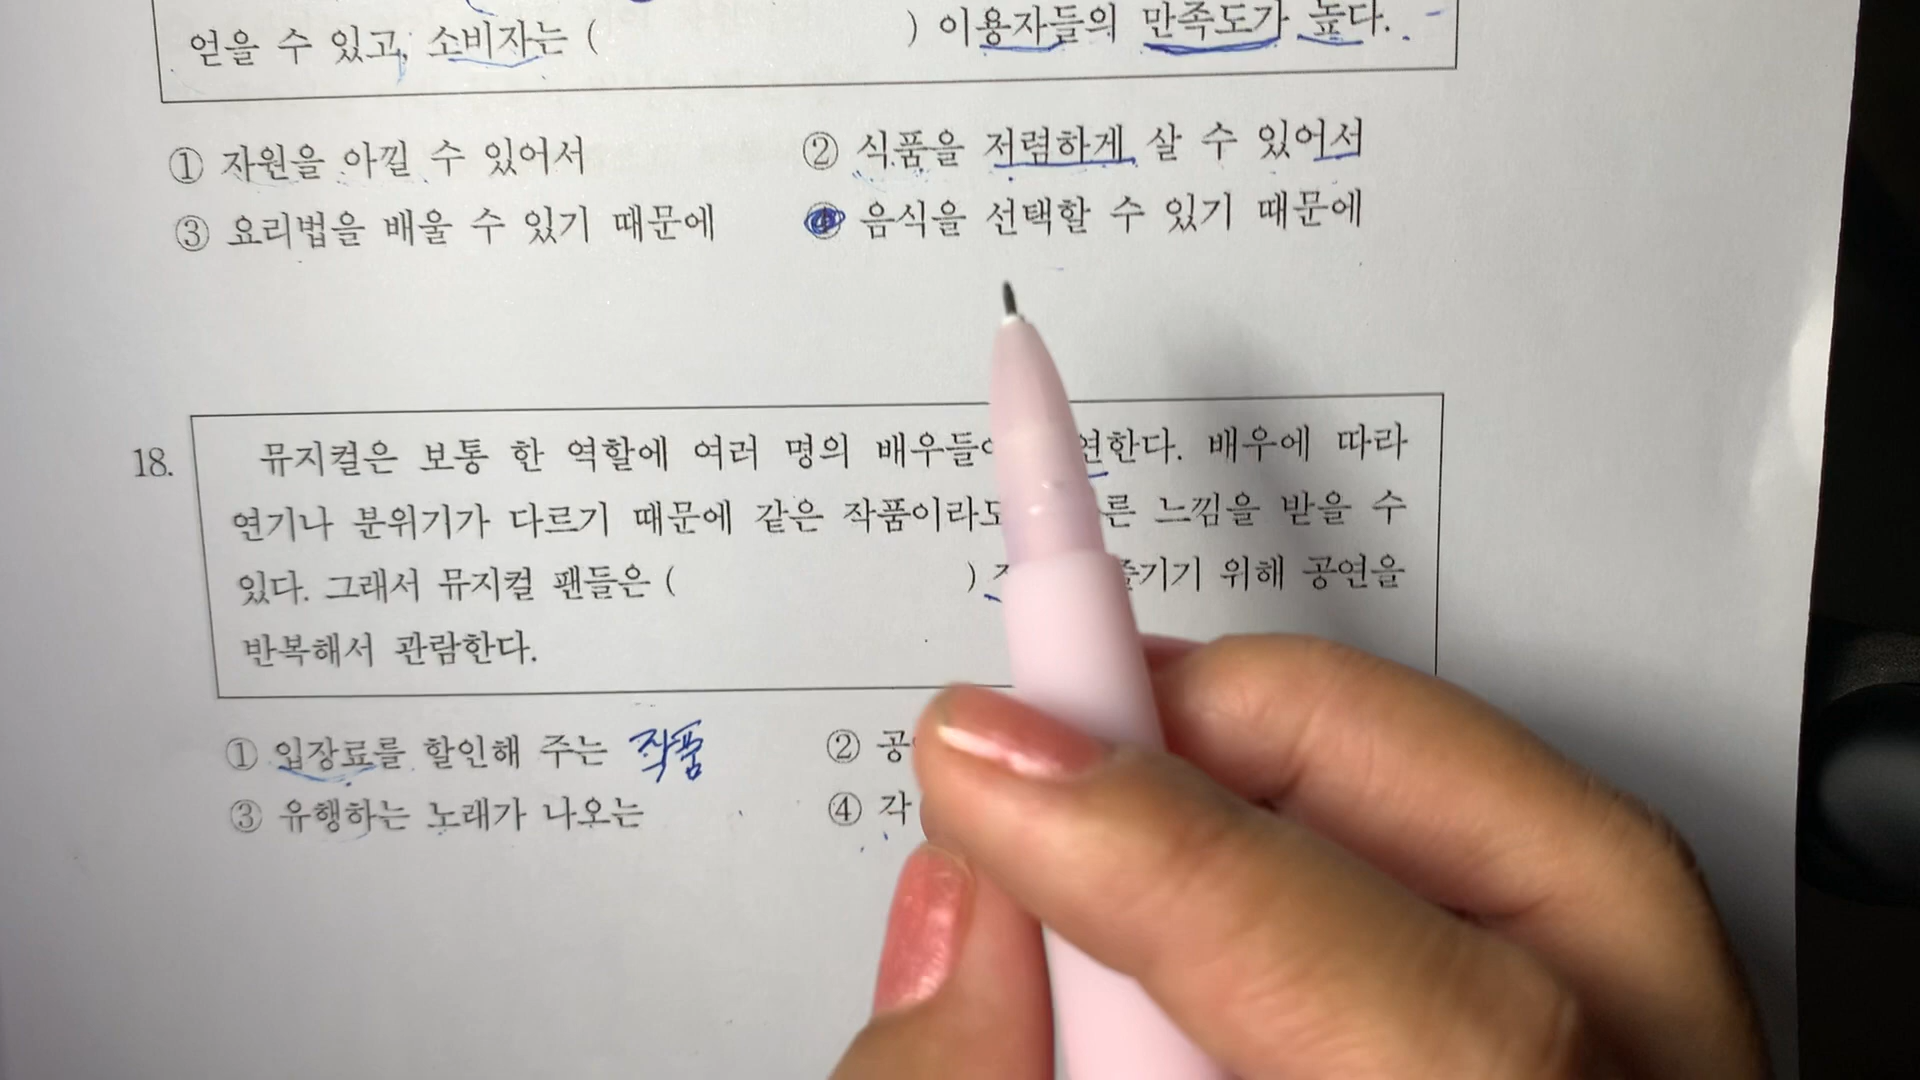 얻을 수 있고, 소비자는 ( ) 이용자들의 만족도가 높다.
① 자원을 아낄 수 있어서
② 식품을 저렴하게 살 수 있어서
③ 요리법을 배울 수 있기 때문에
음식을 선택할 수 있기 때문에
18.
뮤지컬은 보통 한 역할에 여러 명의 배우들 연한다. 배우에 따라
연기나 분위기가 다르기 때문에 같은 작품이라도 른 느낌을 받을 수
있다. 그래서 뮤지컬 팬들은 ( ) 즐기기 위해 공연을
반복해서 관람한다.
① 입장료를 할인해 주는 작품
② 공
③ 유행하는 노래가 나오는
④ 각